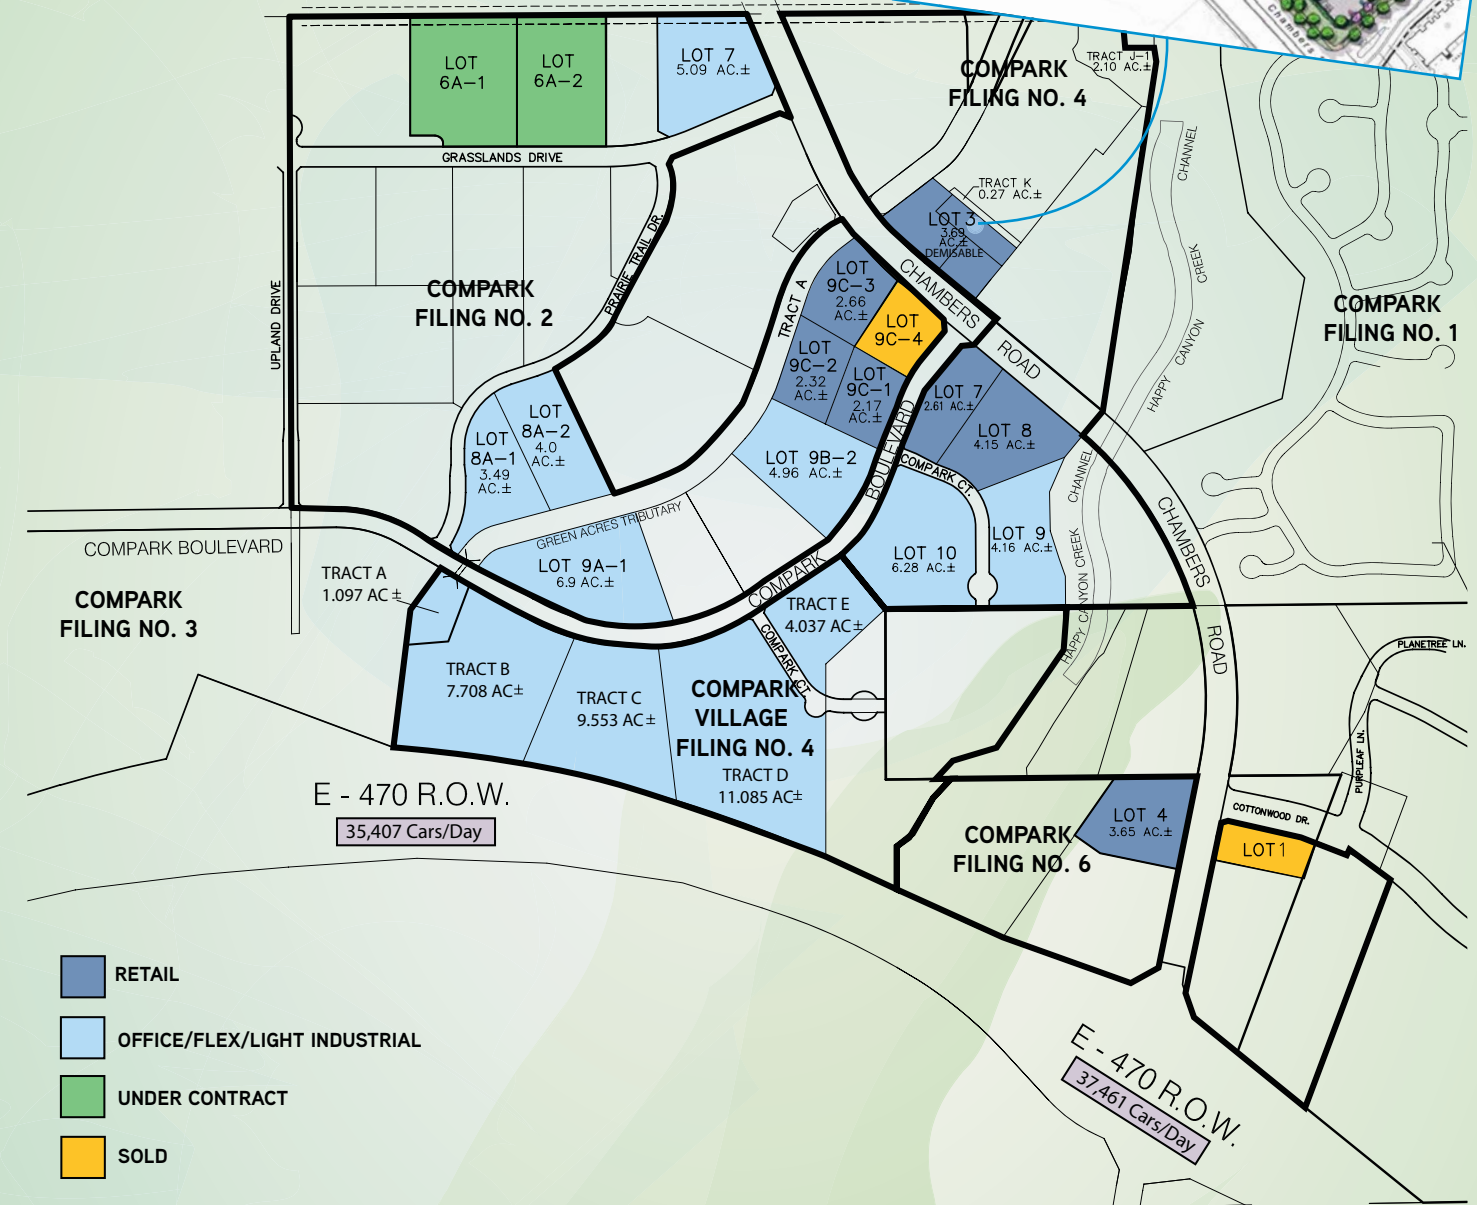 Chambers
LOT
6A-1
LOT
6A-2
LOT 7
5.09 AC.±
COMPARK
FILING NO. 4
TRACT J-1
2.10 AC.±
GRASSLANDS DRIVE
CHANNEL
CREEK
HAPPY CANYON
TRACT K
0.27 AC.±
LOT 3
3.69
AC.±
DEMISABLE
PRAIRIE TRAIL DR.
UPLAND DRIVE
COMPARK
FILING NO. 2
TRACT A
LOT
9C-3
2.66
AC.±
CHAMBERS
ROAD
LOT
9C-4
COMPARK
FILING NO. 1
LOT
9C-2
2.32
AC.±
LOT
9C-1
2.17
AC.±
LOT 7
2.61 AC.±
LOT 8
4.15 AC.±
LOT
8A-2
4.0
AC.±
LOT
8A-1
3.49
AC.±
LOT 9B-2
4.96 AC.±
BOULEVARD
COMPARK CT.
CHANNEL
HAPPY CANYON CREEK
CHAMBERS
ROAD
GREEN ACRES TRIBUTARY
LOT 9
4.16 AC.±
LOT 10
6.28 AC.±
COMPARK BOULEVARD
LOT 9A-1
6.9 AC.±
COMPARK
TRACT A
1.097 AC ±
COMPARK
FILING NO. 3
TRACT E
4.037 AC±
COMPARK CT.
PLANETREE LN.
TRACT B
7.708 AC±
TRACT C
9.553 AC±
COMPARK
VILLAGE
FILING NO. 4
TRACT D
11.085 AC±
PURPLEAF LN.
E - 470 R.O.W.
35,407 Cars/Day
COTTONWOOD DR.
LOT 4
3.65 AC.±
COMPARK
FILING NO. 6
LOT 1
RETAIL
OFFICE/FLEX/LIGHT INDUSTRIAL
UNDER CONTRACT
SOLD
E - 470 R.O.W.
37,461 Cars/Day